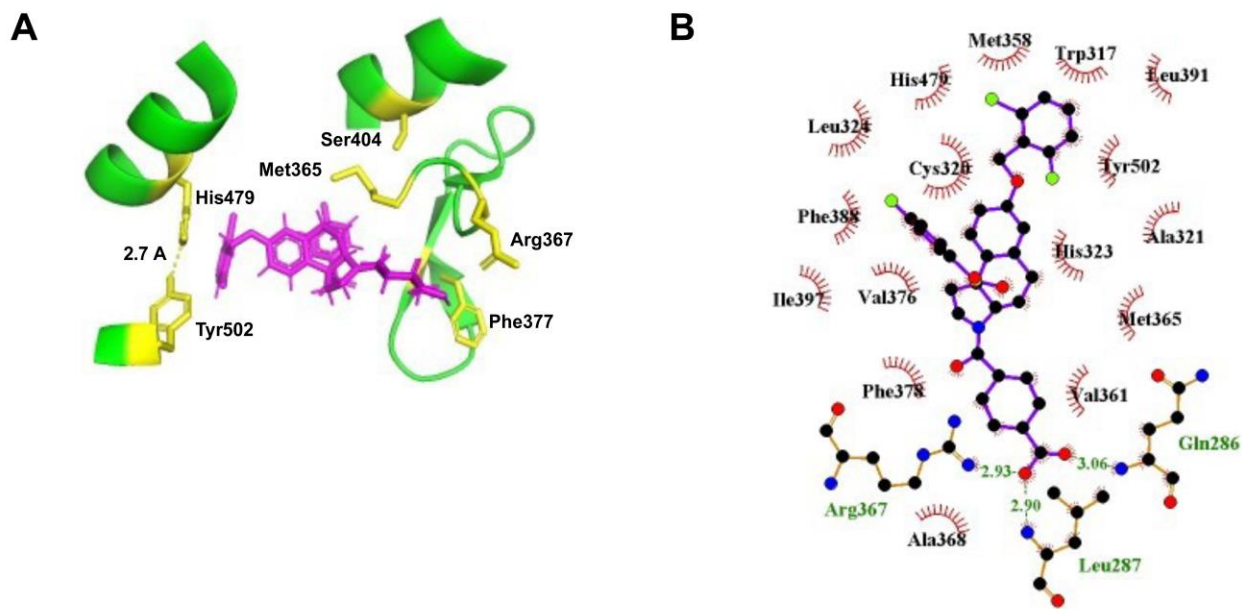 A
Ser404
Met365
His479
2.7 A
Arg367
Tyr502
Phe377
B
Met358
Trp317
His479
Leu391
Leu324
Cys320
Tyr502
Phe388
Ala321
His323
Ile397
Val376
Met365
Phe378
Val361
Gln286
2.93
3.06
Arg367
2.90
Ala368
Leu287